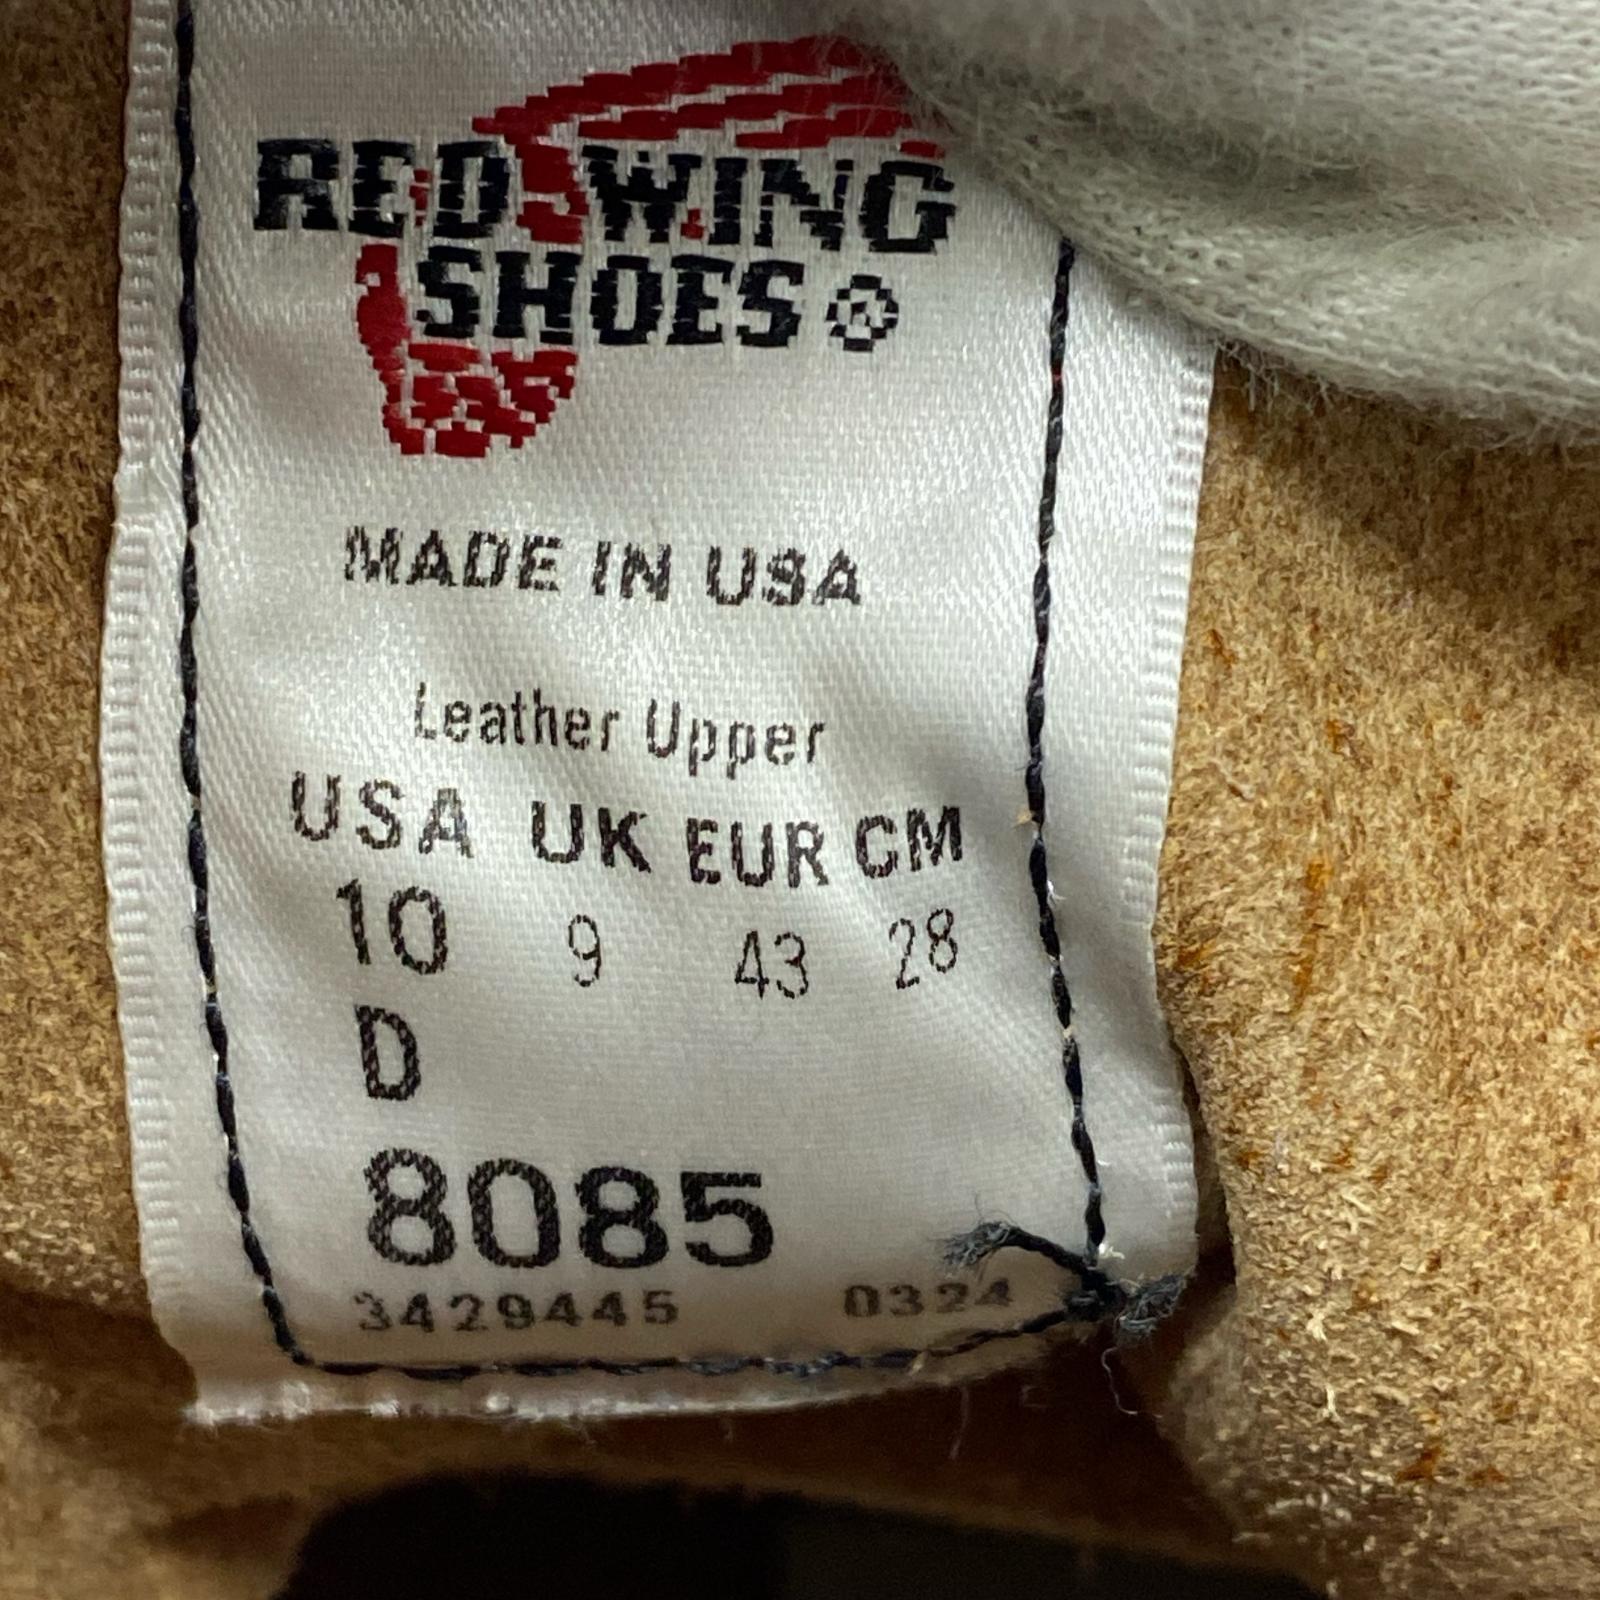 RED WING
SHOES®
MADE IN USA
Leather Upper
USA UK EUR CM
10 9 43 28
D
8085
3429445 0324